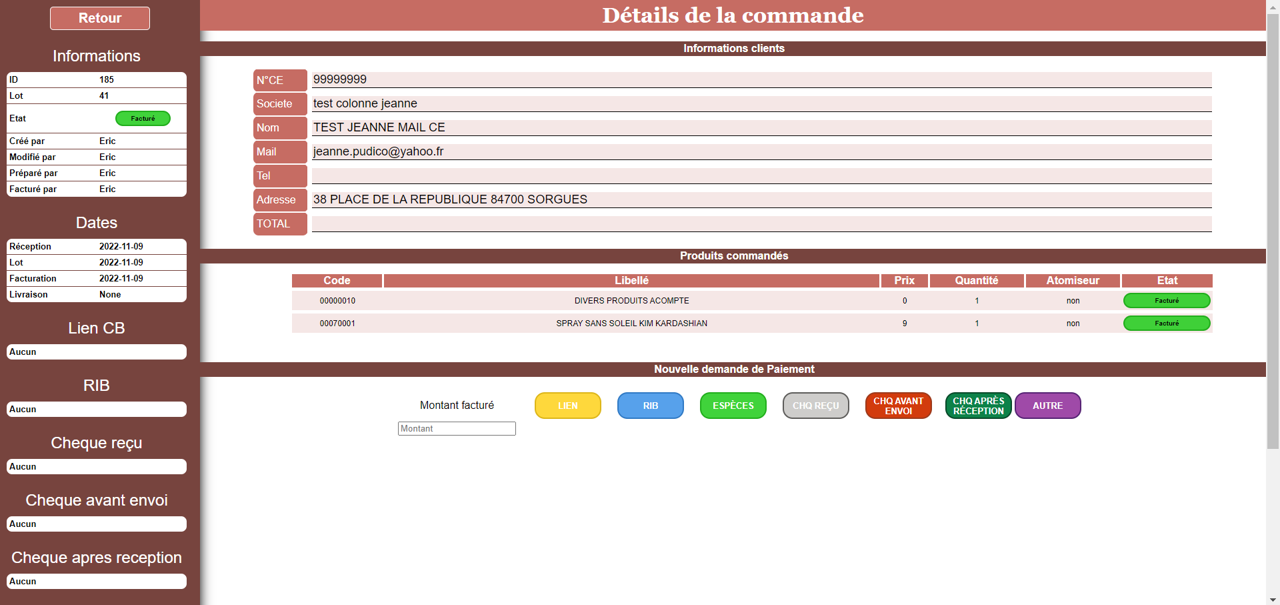 Retour
Informations
ID 185
Lot 41
Etat Facturé
Créé par Eric
Modifié par Eric
Préparé par Eric
Facturé par Eric
Dates
Réception 2022-11-09
Lot 2022-11-09
Facturation 2022-11-09
Livraison None
Lien CB
Aucun
RIB
Aucun
Cheque reçu
Aucun
Cheque avant envoi
Aucun
Cheque apres reception
Aucun
Détails de la commande
Informations clients
N°CE 99999999
Societe test colonne jeanne
Nom TEST JEANNE MAIL CE
Mail jeanne.pudico@yahoo.fr
Tel
Adresse 38 PLACE DE LA REPUBLIQUE 84700 SORGUES
TOTAL
Produits commandés
Code Libellé Prix Quantité Atomiseur Etat
00000010 DIVERS PRODUITS ACOMPTE 0 1 non Facturé
00070001 SPRAY SANS SOLEIL KIM KARDASHIAN 9 1 non Facturé
Nouvelle demande de Paiement
Montant facturé
Montant
LIEN
RIB
ESPÈCES
CHQ REÇU
CHQ AVANT
ENVOI
CHQ APRÈS
RÉCEPTION
AUTRE